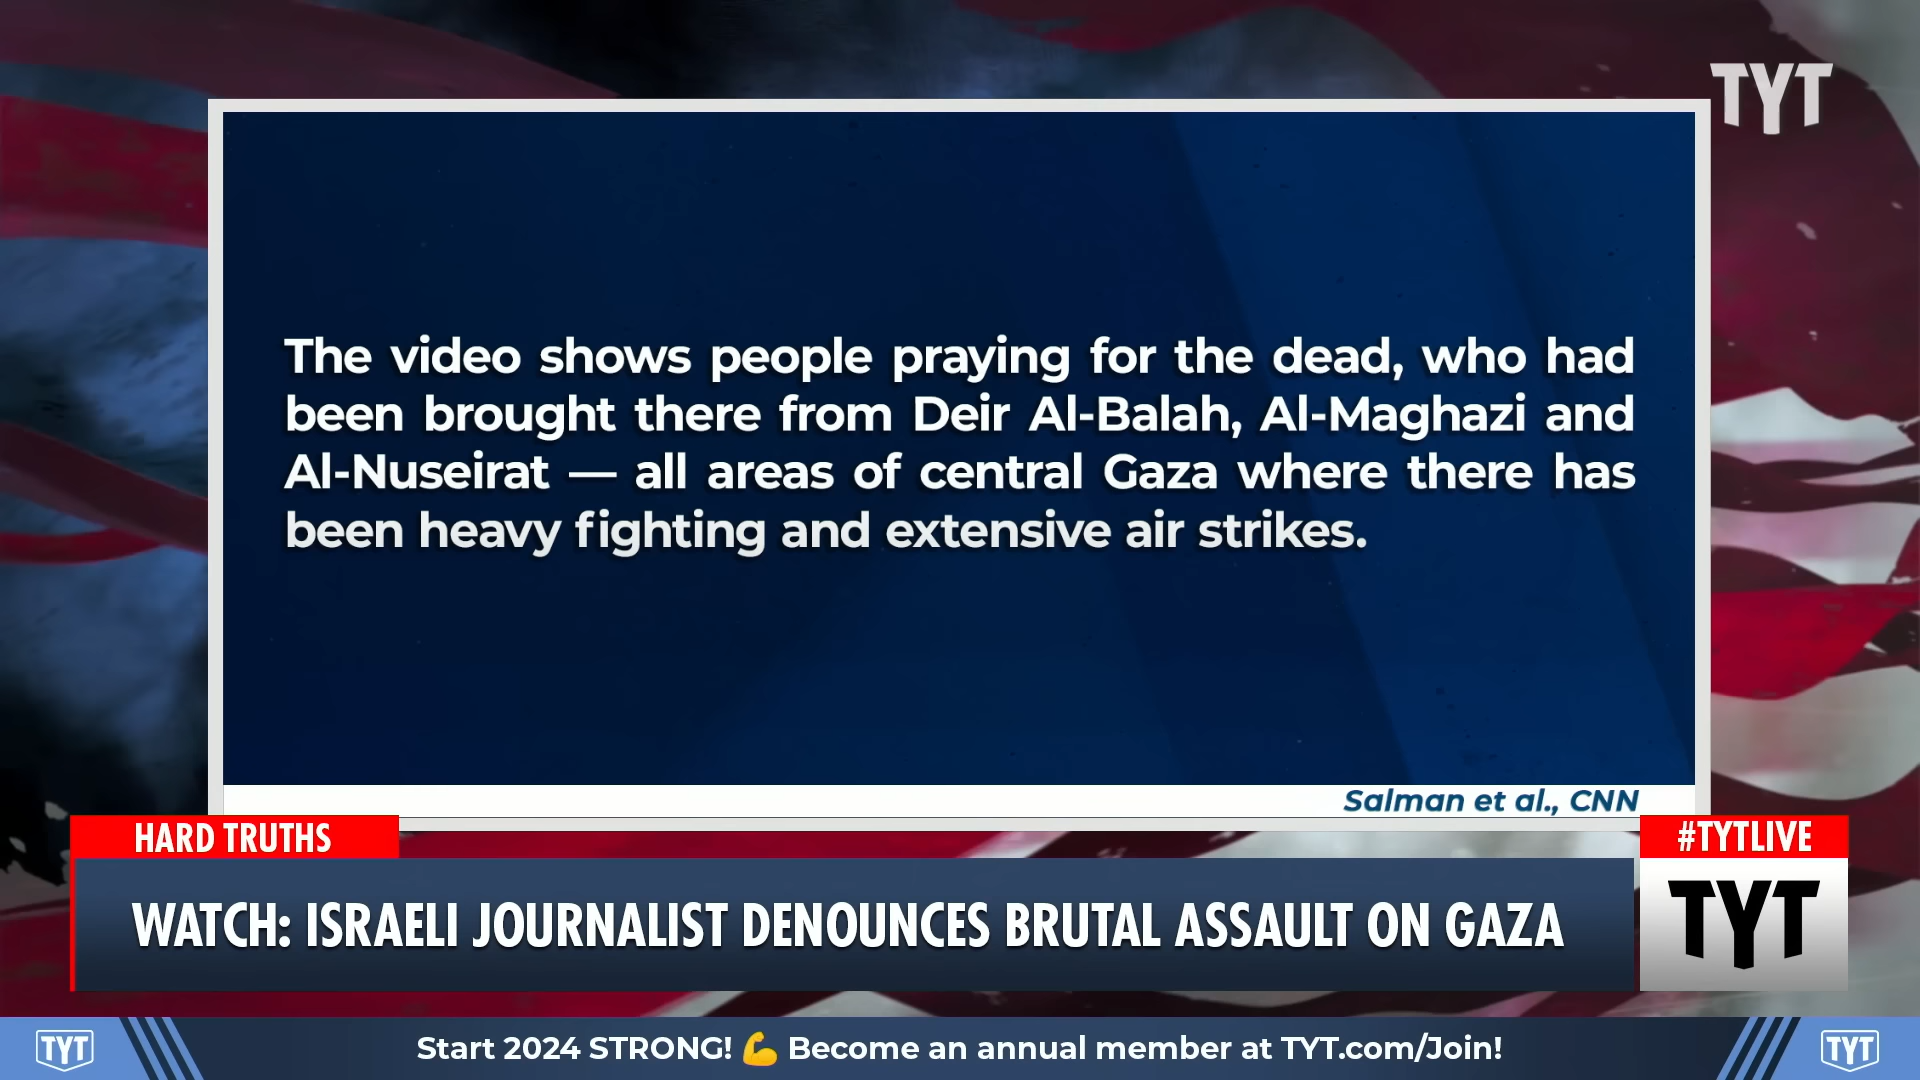 TYT
The video shows people praying for the dead, who had
been brought there from Deir Al-Balah, Al-Maghazi and
Al-Nuseirat — all areas of central Gaza where there has
been heavy fighting and extensive air strikes.
Salman et al., CNN
HARD TRUTHS
#TYTLIVE
WATCH: ISRAELI JOURNALIST DENOUNCES BRUTAL ASSAULT ON GAZA
TYT
TYT
Start 2024 STRONG! 💪 Become an annual member at TYT.com/Join!
TYT